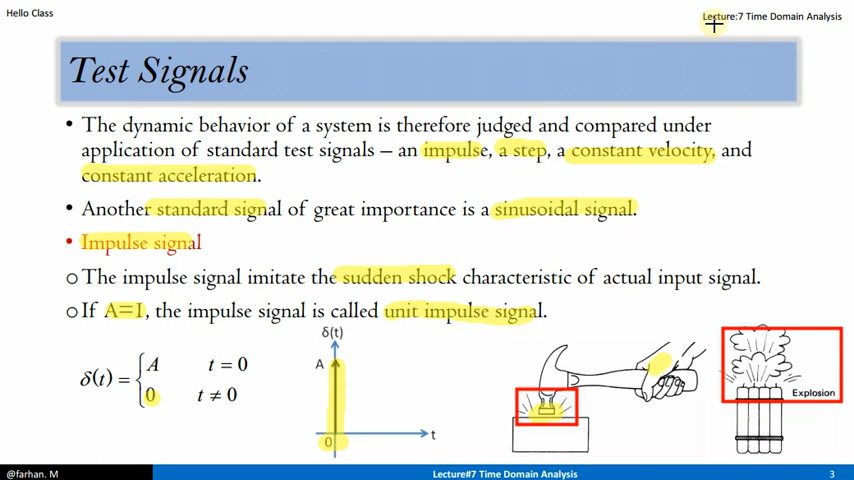 Hello Class
Lecture:7 Time Domain Analysis
Test Signals
• The dynamic behavior of a system is therefore judged and compared under
application of standard test signals – an impulse, a step, a constant velocity, and
constant acceleration.
• Another standard signal of great importance is a sinusoidal signal.
• Impulse signal
o The impulse signal imitate the sudden shock characteristic of actual input signal.
o If A=1, the impulse signal is called unit impulse signal.
δ(t) = { A t = 0
0 t ≠ 0
δ(t)
A
0
t
Explosion
@farhan. M
Lecture#7 Time Domain Analysis
3